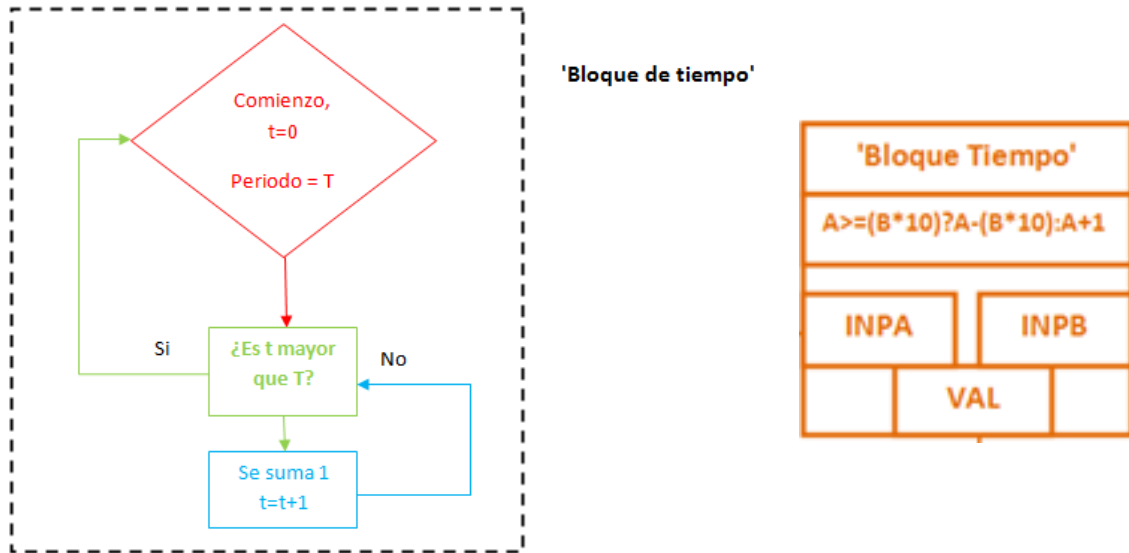 'Bloque de tiempo'
Comienzo,
t=0
Periodo = T
Si
¿Es t mayor
que T?
No
Se suma 1
t=t+1
'Bloque Tiempo'
A>=(B*10)?A-(B*10):A+1
INPA
INPB
VAL